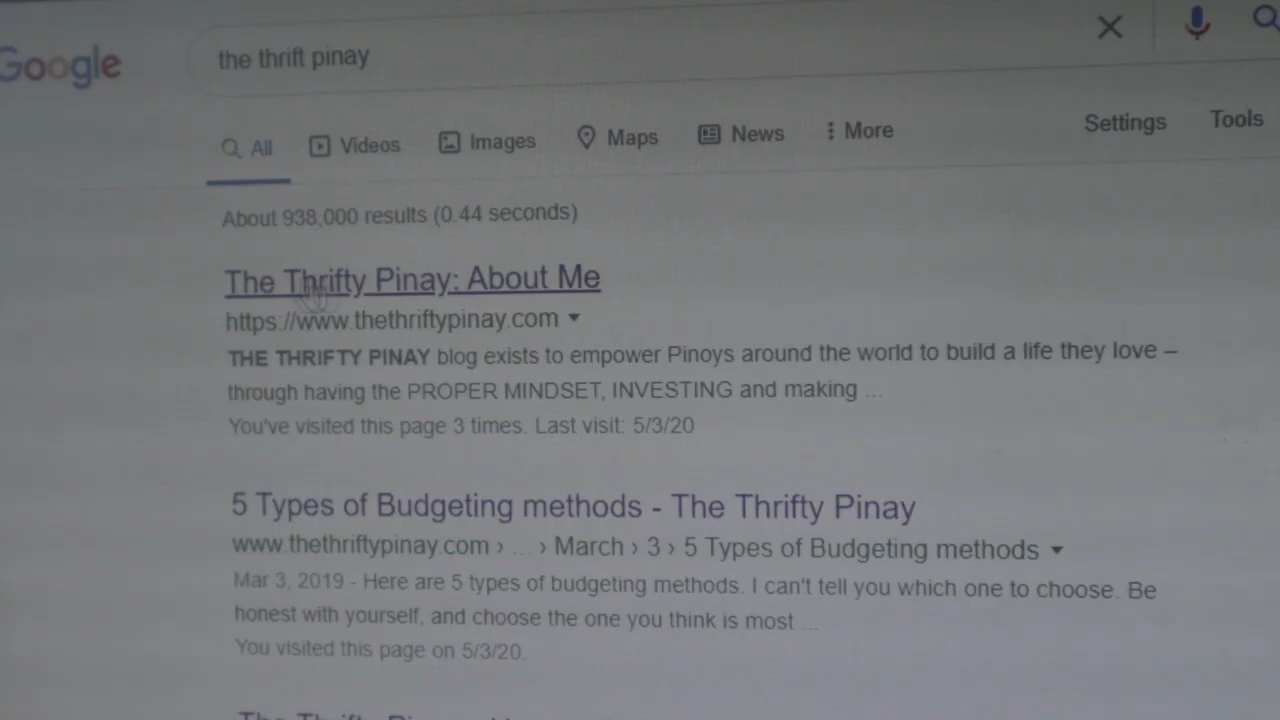 Google
the thrift pinay
All Videos Images Maps News More Settings Tools
About 938,000 results (0.44 seconds)
The Thrifty Pinay: About Me
https://www.thethriftypinay.com
THE THRIFTY PINAY blog exists to empower Pinoys around the world to build a life they love –
through having the PROPER MINDSET, INVESTING and making ...
You've visited this page 3 times. Last visit: 5/3/20
5 Types of Budgeting methods - The Thrifty Pinay
www.thethriftypinay.com › ... › March › 3 › 5 Types of Budgeting methods
Mar 3, 2019 - Here are 5 types of budgeting methods. I can't tell you which one to choose. Be
honest with yourself, and choose the one you think is most ...
You visited this page on 5/3/20.